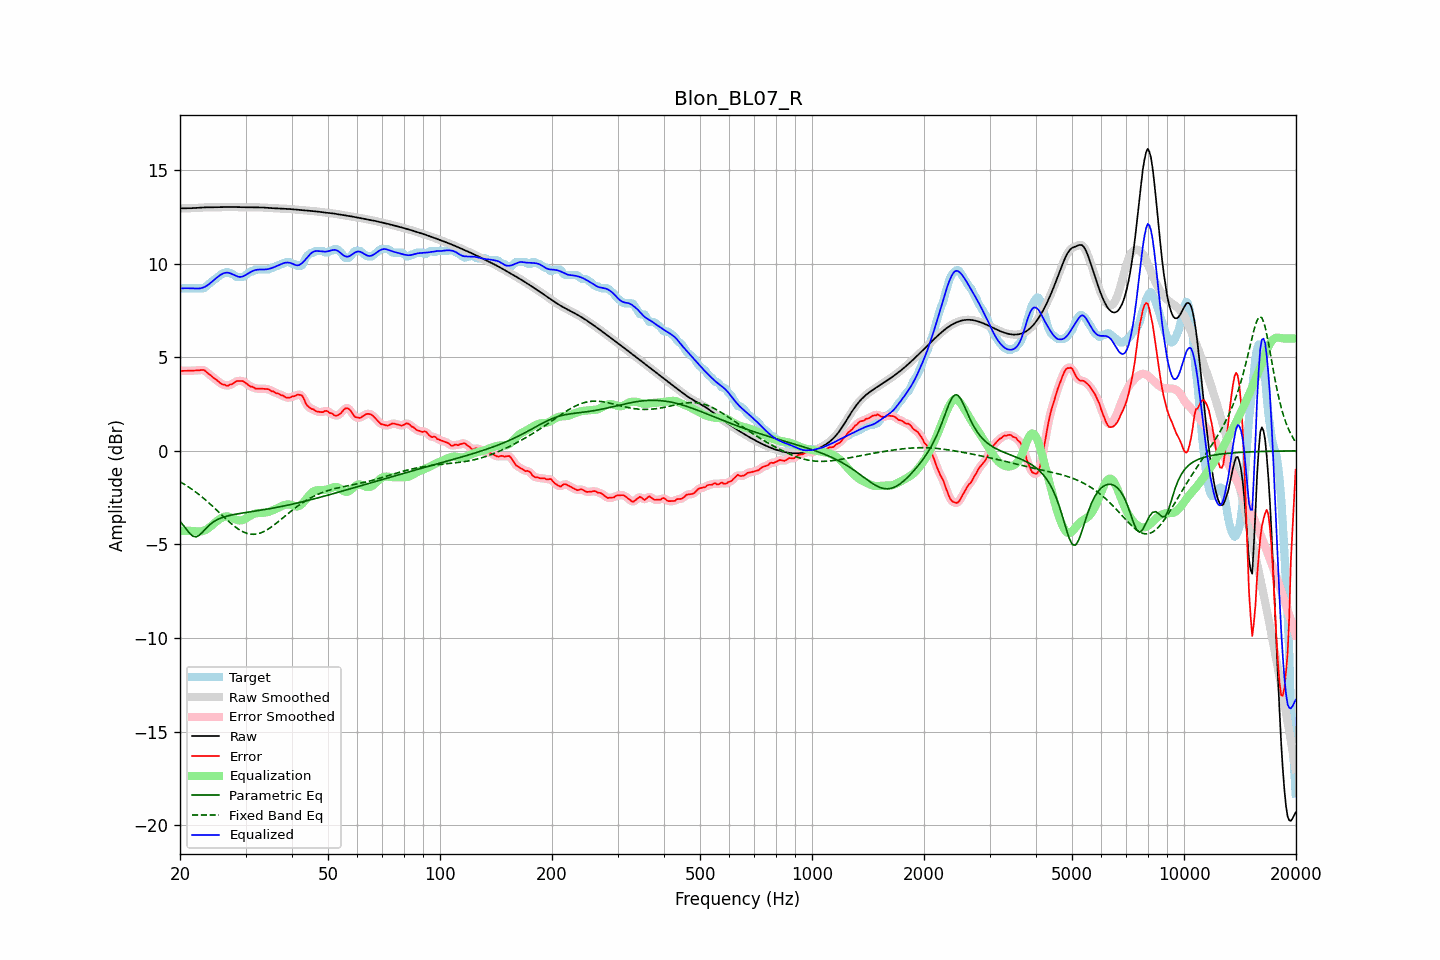 Blon_BL07_R
Amplitude (dBr)
15
10
5
0
−5
−10
−15
−20
Target
Raw Smoothed
Error Smoothed
Raw
Error
Equalization
Parametric Eq
Fixed Band Eq
Equalized
20 50 100 200 500 1000 2000 5000 10000 20000
Frequency (Hz)